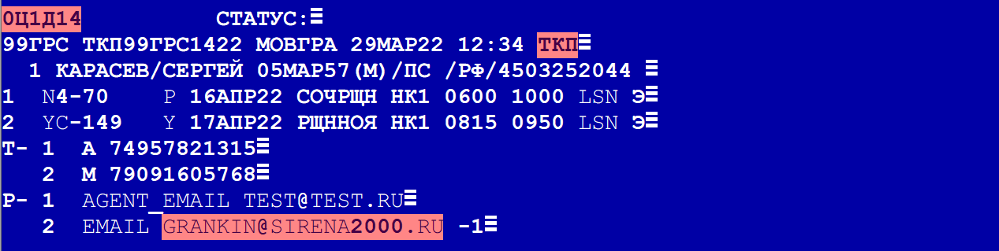 0Ц1Д14 СТАТУС:
99ГРС ТКП99ГРС1422 МОВГРА 29МАР22 12:34 ТКП
1 КАРАСЕВ/СЕРГЕЙ 05МАР57(М)/ПС /РФ/4503252044
1 N4-70 P 16АПР22 СОЧРЩН НК1 0600 1000 LSN Э
2 YC-149 Y 17АПР22 РЩННОЯ НК1 0815 0950 LSN Э
Т- 1 А 74957821315
2 М 79091605768
Р- 1 AGENT_EMAIL TEST@TEST.RU
2 EMAIL GRANKIN@SIRENA2000.RU -1